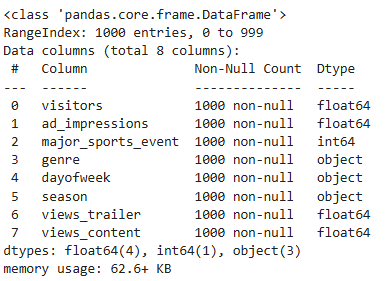 <class 'pandas.core.frame.DataFrame'>
RangeIndex: 1000 entries, 0 to 999
Data columns (total 8 columns):
 #   Column             Non-Null Count  Dtype
---  ------             --------------  -----
 0   visitors           1000 non-null   float64
 1   ad_impressions     1000 non-null   float64
 2   major_sports_event 1000 non-null   int64
 3   genre              1000 non-null   object
 4   dayofweek          1000 non-null   object
 5   season             1000 non-null   object
 6   views_trailer      1000 non-null   float64
 7   views_content      1000 non-null   float64
dtypes: float64(4), int64(1), object(3)
memory usage: 62.6+ KB